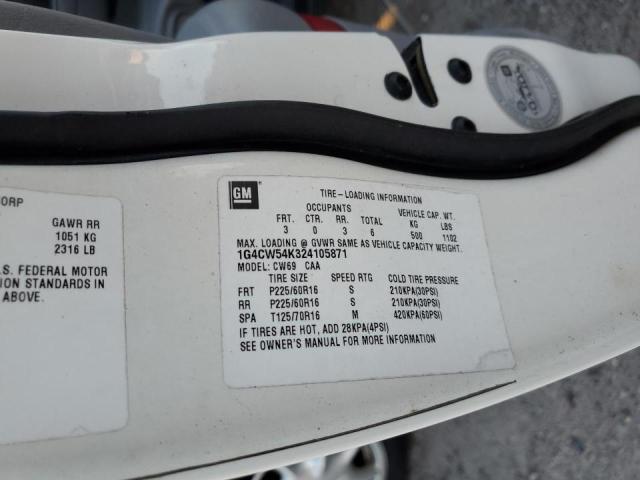 CORP
GAWR RR
1051 KG
2316 LB
.S. FEDERAL MOTOR
TION STANDARDS IN
ABOVE.
GM
TIRE-LOADING INFORMATION
OCCUPANTS VEHICLE CAP. WT.
FRT. CTR. RR. TOTAL KG LBS
3 0 3 6 500 1102
MAX. LOADING @ GVWR SAME AS VEHICLE CAPACITY WEIGHT
1G4CW54K324105871
MODEL: CW69 CAA
TIRE SIZE SPEED RTG COLD TIRE PRESSURE
FRT P225/60R16 S 210KPA(30PSI)
RR P225/60R16 S 210KPA(30PSI)
SPA T125/70R16 M 420KPA(60PSI)
IF TIRES ARE HOT, ADD 28KPA(4PSI)
SEE OWNER'S MANUAL FOR MORE INFORMATION